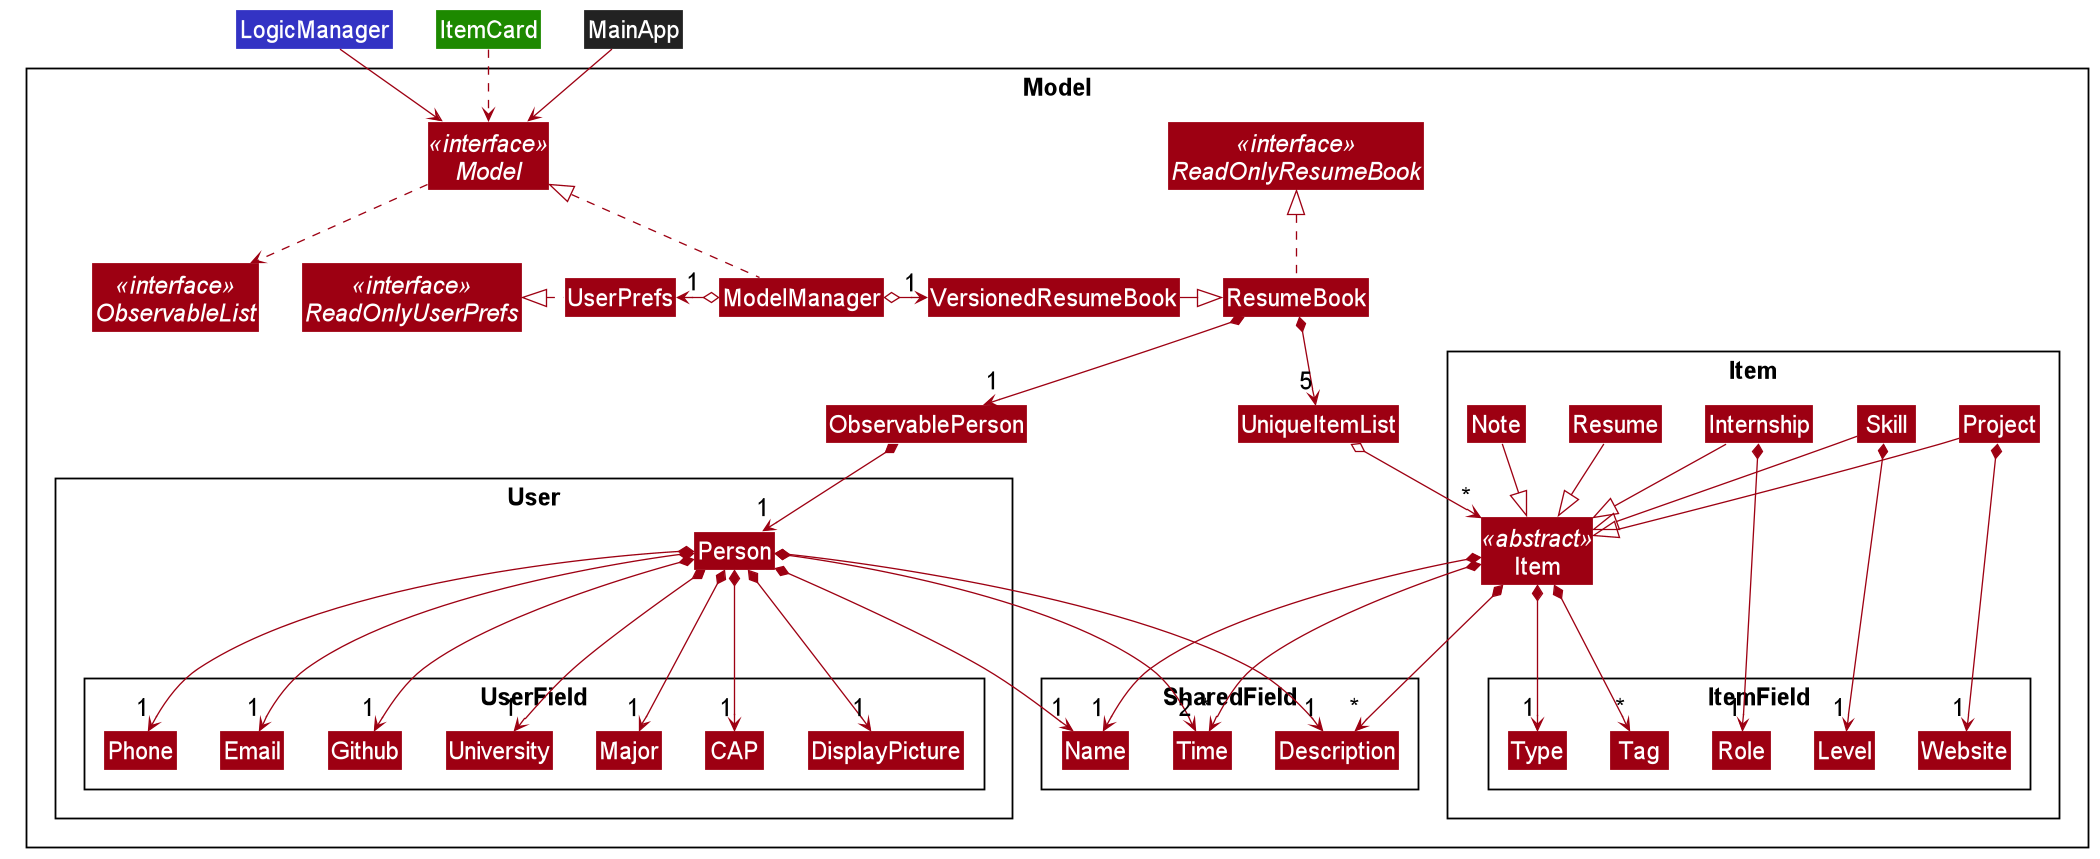 LogicManager
ItemCard
MainApp
Model
«interface»
Model
«interface»
ReadOnlyResumeBook
«interface»
ObservableList
«interface»
ReadOnlyUserPrefs
UserPrefs
1
ModelManager
1
VersionedResumeBook
ResumeBook
1
5
ObservablePerson
UniqueItemList
Item
Note
Resume
Internship
Skill
Project
User
1
*
Person
«abstract»
Item
UserField
1
1
1
1
1
1
1
Phone
Email
Github
University
Major
CAP
DisplayPicture
SharedField
1
1
2
*
1
*
Name
Time
Description
ItemField
1
*
1
1
1
Type
Tag
Role
Level
Website